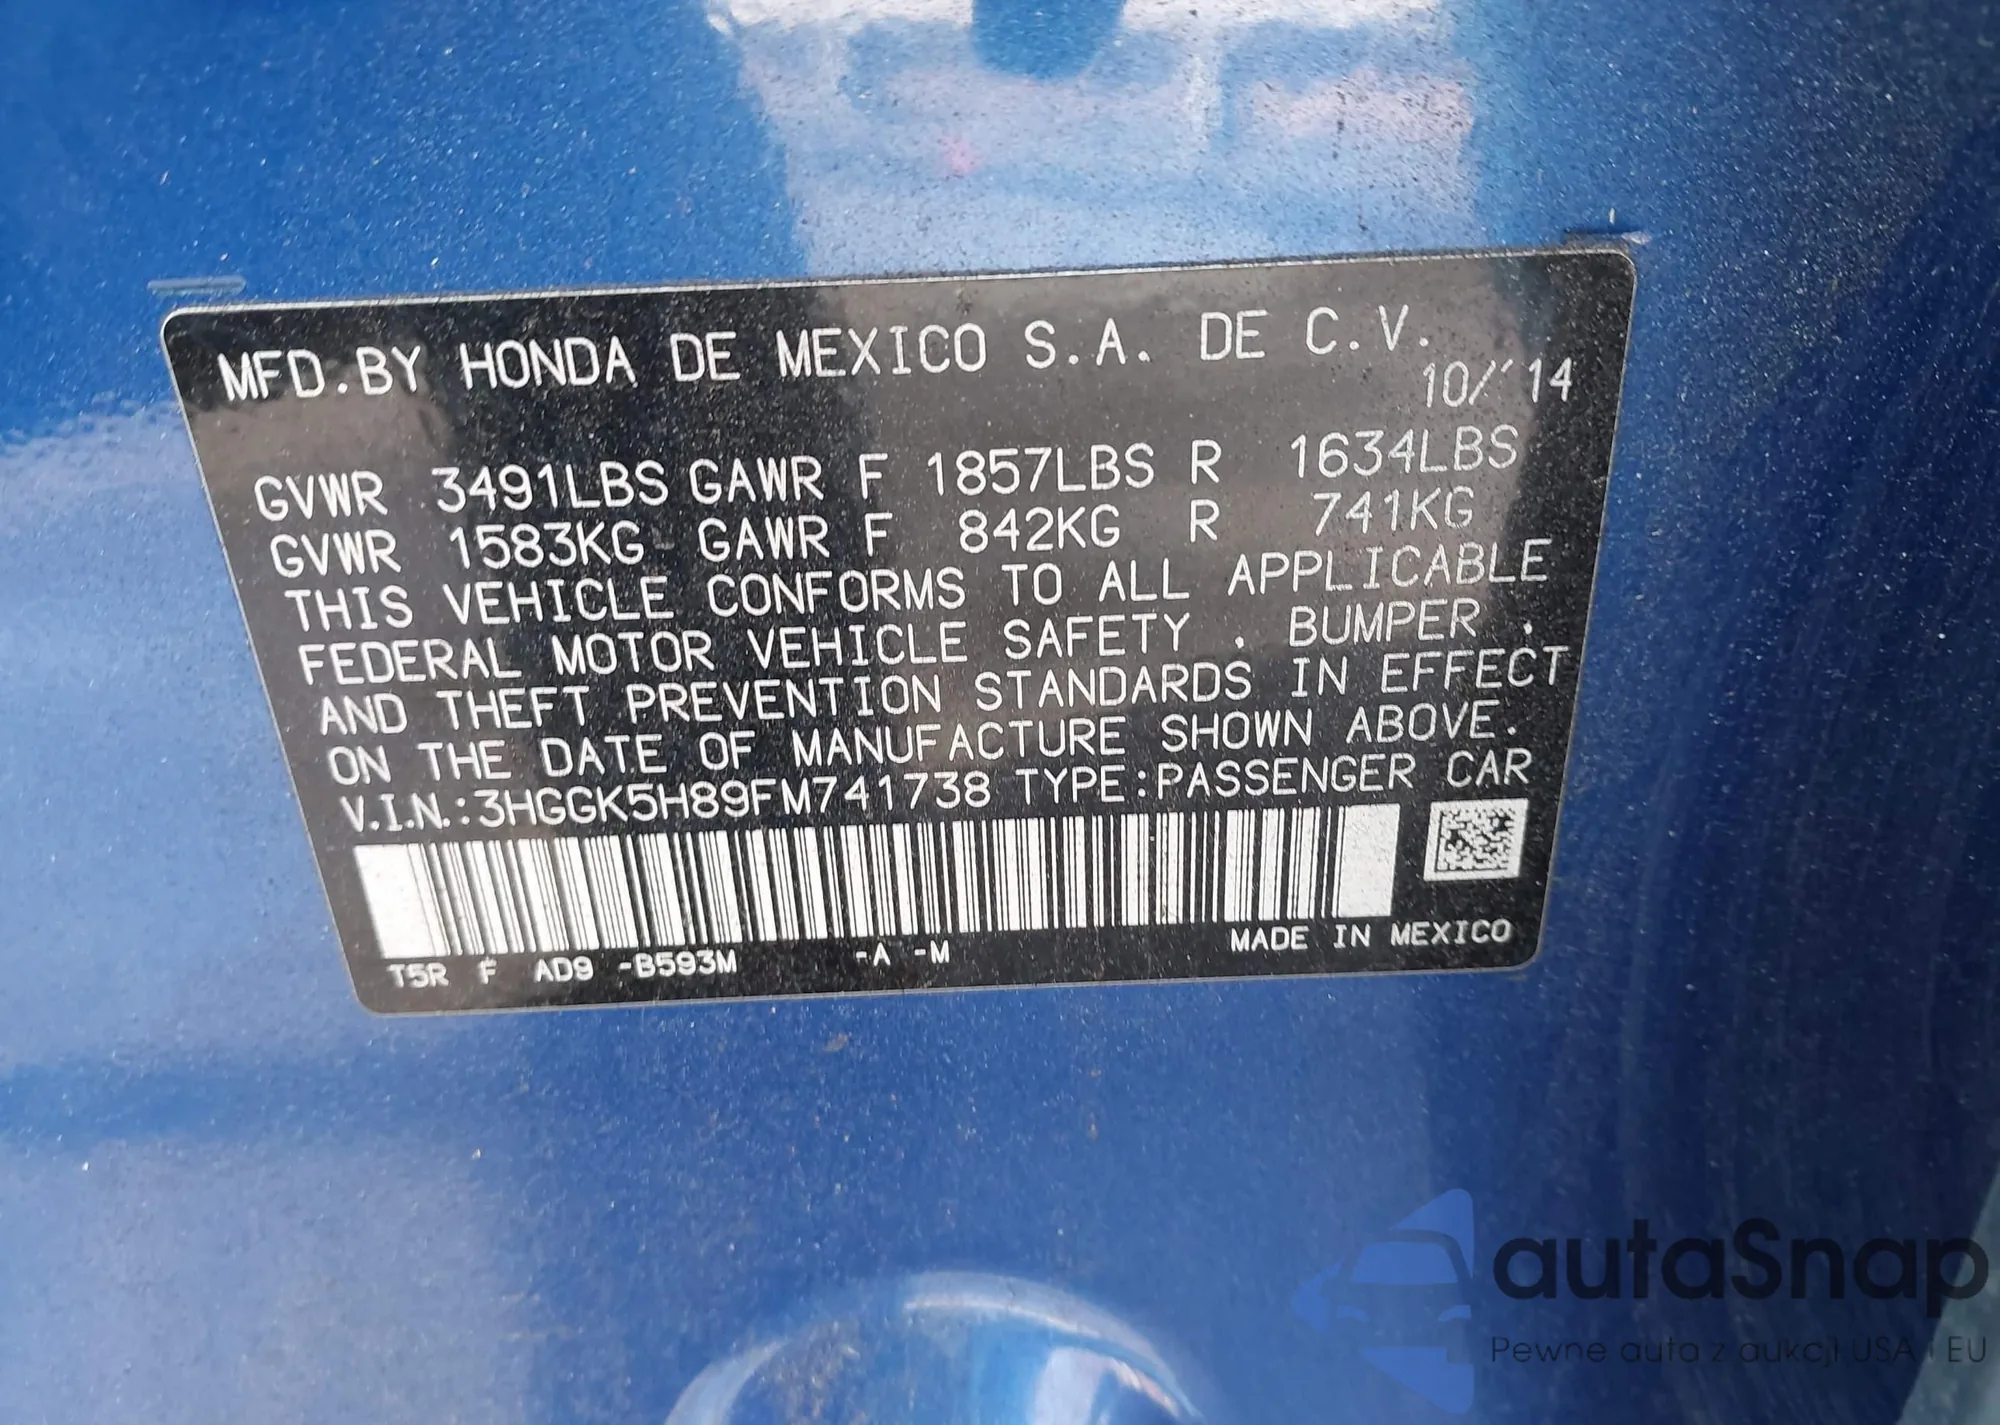 MFD.BY HONDA DE MEXICO S.A. DE C.V.
10/'14
GVWR 3491LBS GAWR F 1857LBS R 1634LBS
GVWR 1583KG GAWR F 842KG R 741KG
THIS VEHICLE CONFORMS TO ALL APPLICABLE
FEDERAL MOTOR VEHICLE SAFETY , BUMPER ,
AND THEFT PREVENTION STANDARDS IN EFFECT
ON THE DATE OF MANUFACTURE SHOWN ABOVE.
V.I.N.:3HGGK5H89FM741738 TYPE:PASSENGER CAR
T5R F AD9 -B593M -A -M MADE IN MEXICO
autaSnap
Pewne auta z aukcji USA i EU